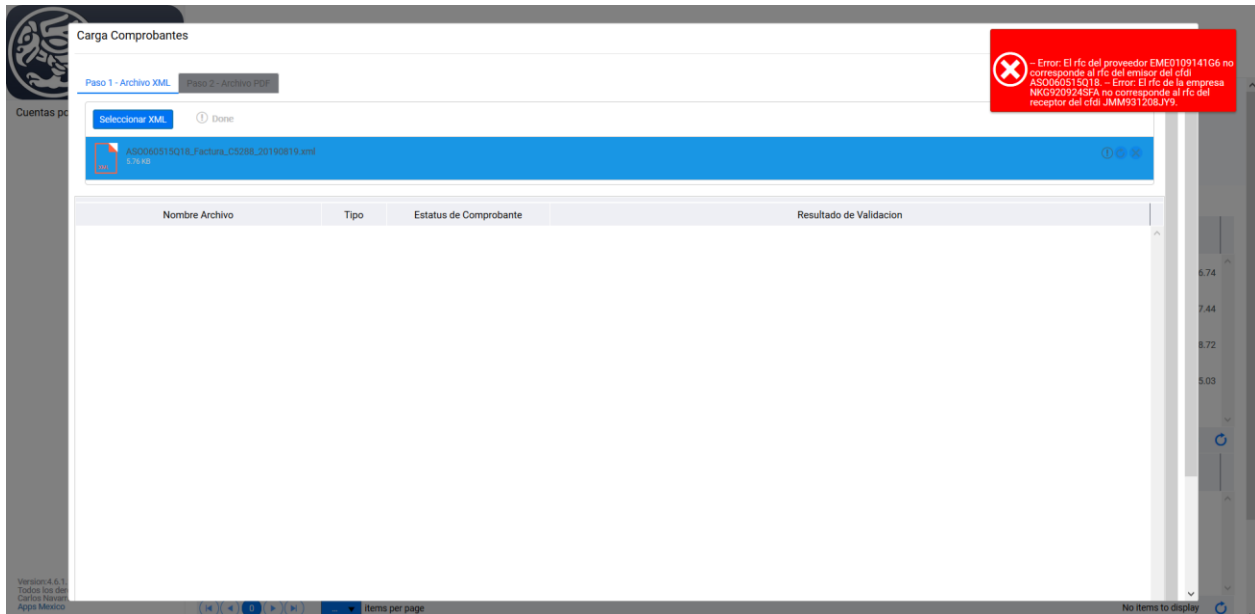 Carga Comprobantes
-- Error: El rfc del proveedor EME0109141G6 no
corresponde al rfc del emisor del cfdi
ASO060515Q18. -- Error: El rfc de la empresa
NKG920924SFA no corresponde al rfc del
receptor del cfdi JMM931208JY9.
Paso 1 - Archivo XML
Paso 2 - Archivo PDF
Cuentas po
Seleccionar XML
Done
ASO060515Q18_Factura_C5288_20190819.xml
5.76 KB
Nombre Archivo Tipo Estatus de Comprobante Resultado de Validacion
6.74
7.44
8.72
5.03
Version:4.6.1.
Todos los der
Carlos Navarr
Apps Mexico
0 items per page No items to display